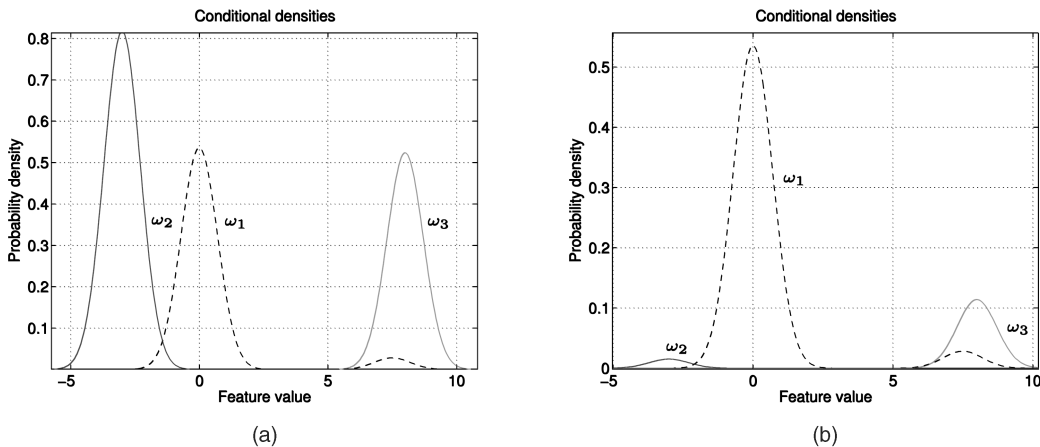 Conditional densities
0.8
0.7
0.6
0.5
0.4
0.3
0.2
0.1
Probability density
ω2
ω1
ω3
−5
0
5
10
Feature value
(a)
Conditional densities
0.5
0.4
0.3
0.2
0.1
0
Probability density
ω1
ω2
ω3
−5
0
5
10
Feature value
(b)